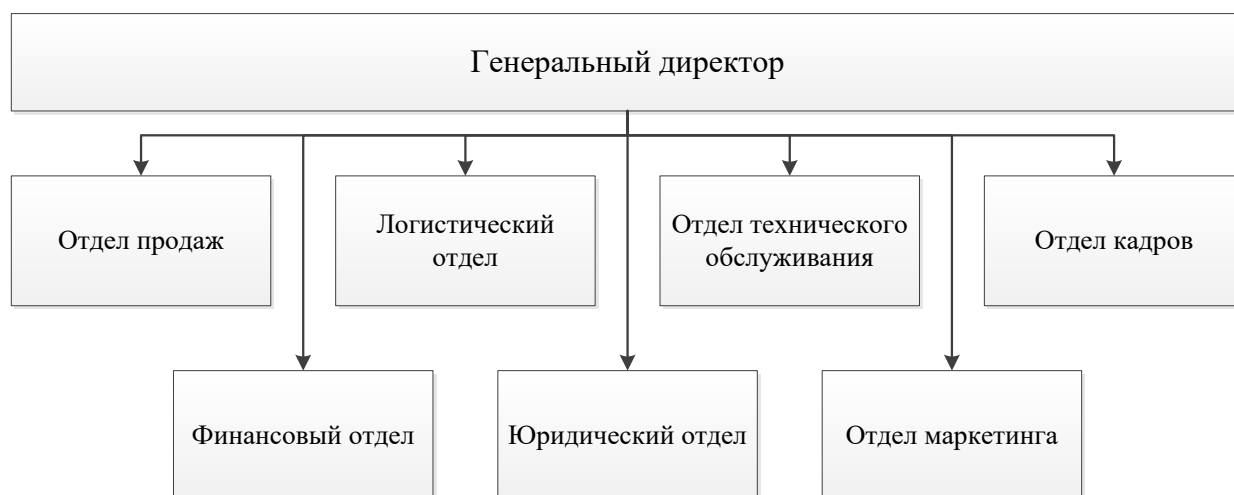 Генеральный директор
Отдел продаж
Логистический
отдел
Отдел технического
обслуживания
Отдел кадров
Финансовый отдел
Юридический отдел
Отдел маркетинга